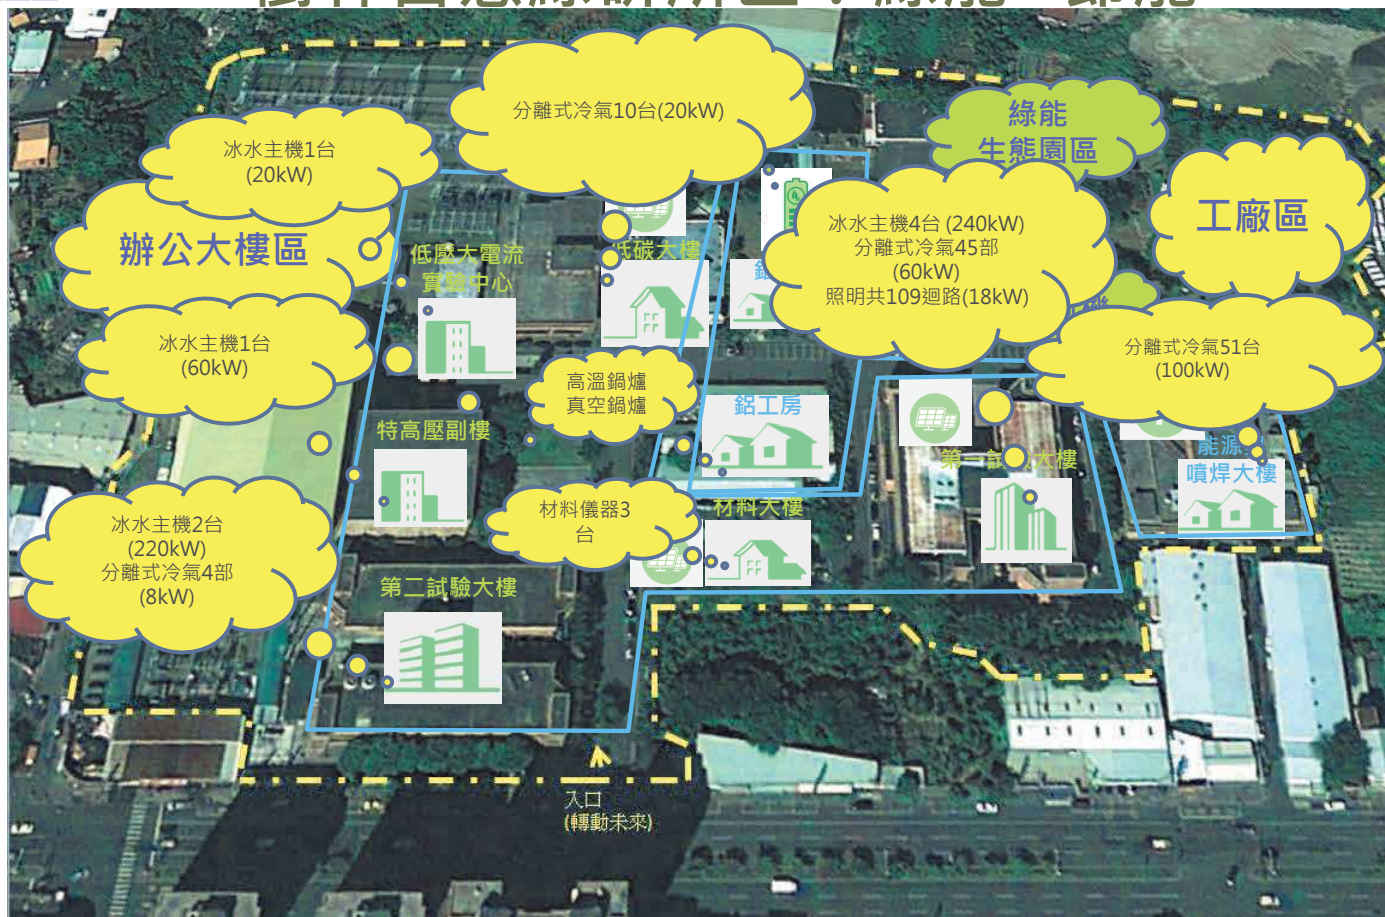 分離式冷氣10台(20kW)
綠能
生態園區
冰水主機1台
(20kW)
工廠區
辦公大樓區
低壓大電流
實驗中心
低碳大樓
冰水主機4台 (240kW)
分離式冷氣45部
(60kW)
照明共109迴路(18kW)
冰水主機1台
(60kW)
分離式冷氣51台
(100kW)
高溫鍋爐
真空鍋爐
鋁工房
特高壓副樓
能源
噴焊大樓
材料儀器3
台
材料大樓
冰水主機2台
(220kW)
分離式冷氣4部
(8kW)
第二試驗大樓
入口
(轉動未來)